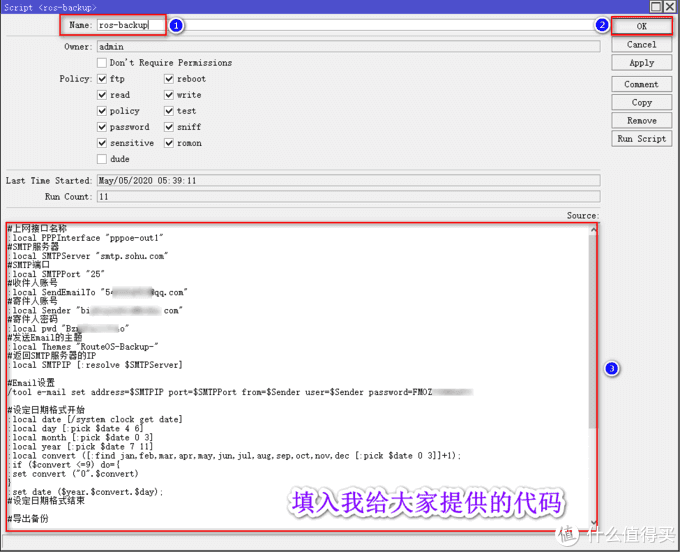 Script <ros-backup>
Name: ros-backup
1
2
OK
Owner: admin
Cancel
Don't Require Permissions
Apply
Policy: ftp reboot
Comment
read write
Copy
policy test
Remove
password sniff
Run Script
sensitive romon
dude
Last Time Started: May/05/2020 05:39:11
Run Count: 11
Source:
#上网接口名称
:local PPPInterface "pppoe-out1"
#SMTP服务器
:local SMTPServer "smtp.sohu.com"
#SMTP端口
:local SMTPPort "25"
#收件人账号
:local SendEmailTo "5 @qq.com"
#寄件人账号
:local Sender "bi .com"
#寄件人密码
:local pwd "Bz o"
#发送Email的主题
:local Themes "RouteOS-Backup-"
#返回SMTP服务器的IP
:local SMTPIP [:resolve $SMTPServer]
#Email设置
/tool e-mail set address=$SMTPIP port=$SMTPPort from=$Sender user=$Sender password=FMOZ
3
#设定日期格式开始
:local date [/system clock get date]
:local day [:pick $date 4 6]
:local month [:pick $date 0 3]
:local year [:pick $date 7 11]
:local convert ([:find jan,feb,mar,apr,may,jun,jul,aug,sep,oct,nov,dec [:pick $date 0 3]]+1);
:if ($convert <=9) do={
:set convert ("0".$convert)
}
:set date ($year.$convert.$day);
#设定日期格式结束
填入我给大家提供的代码
#导出备份
值 什么值得买